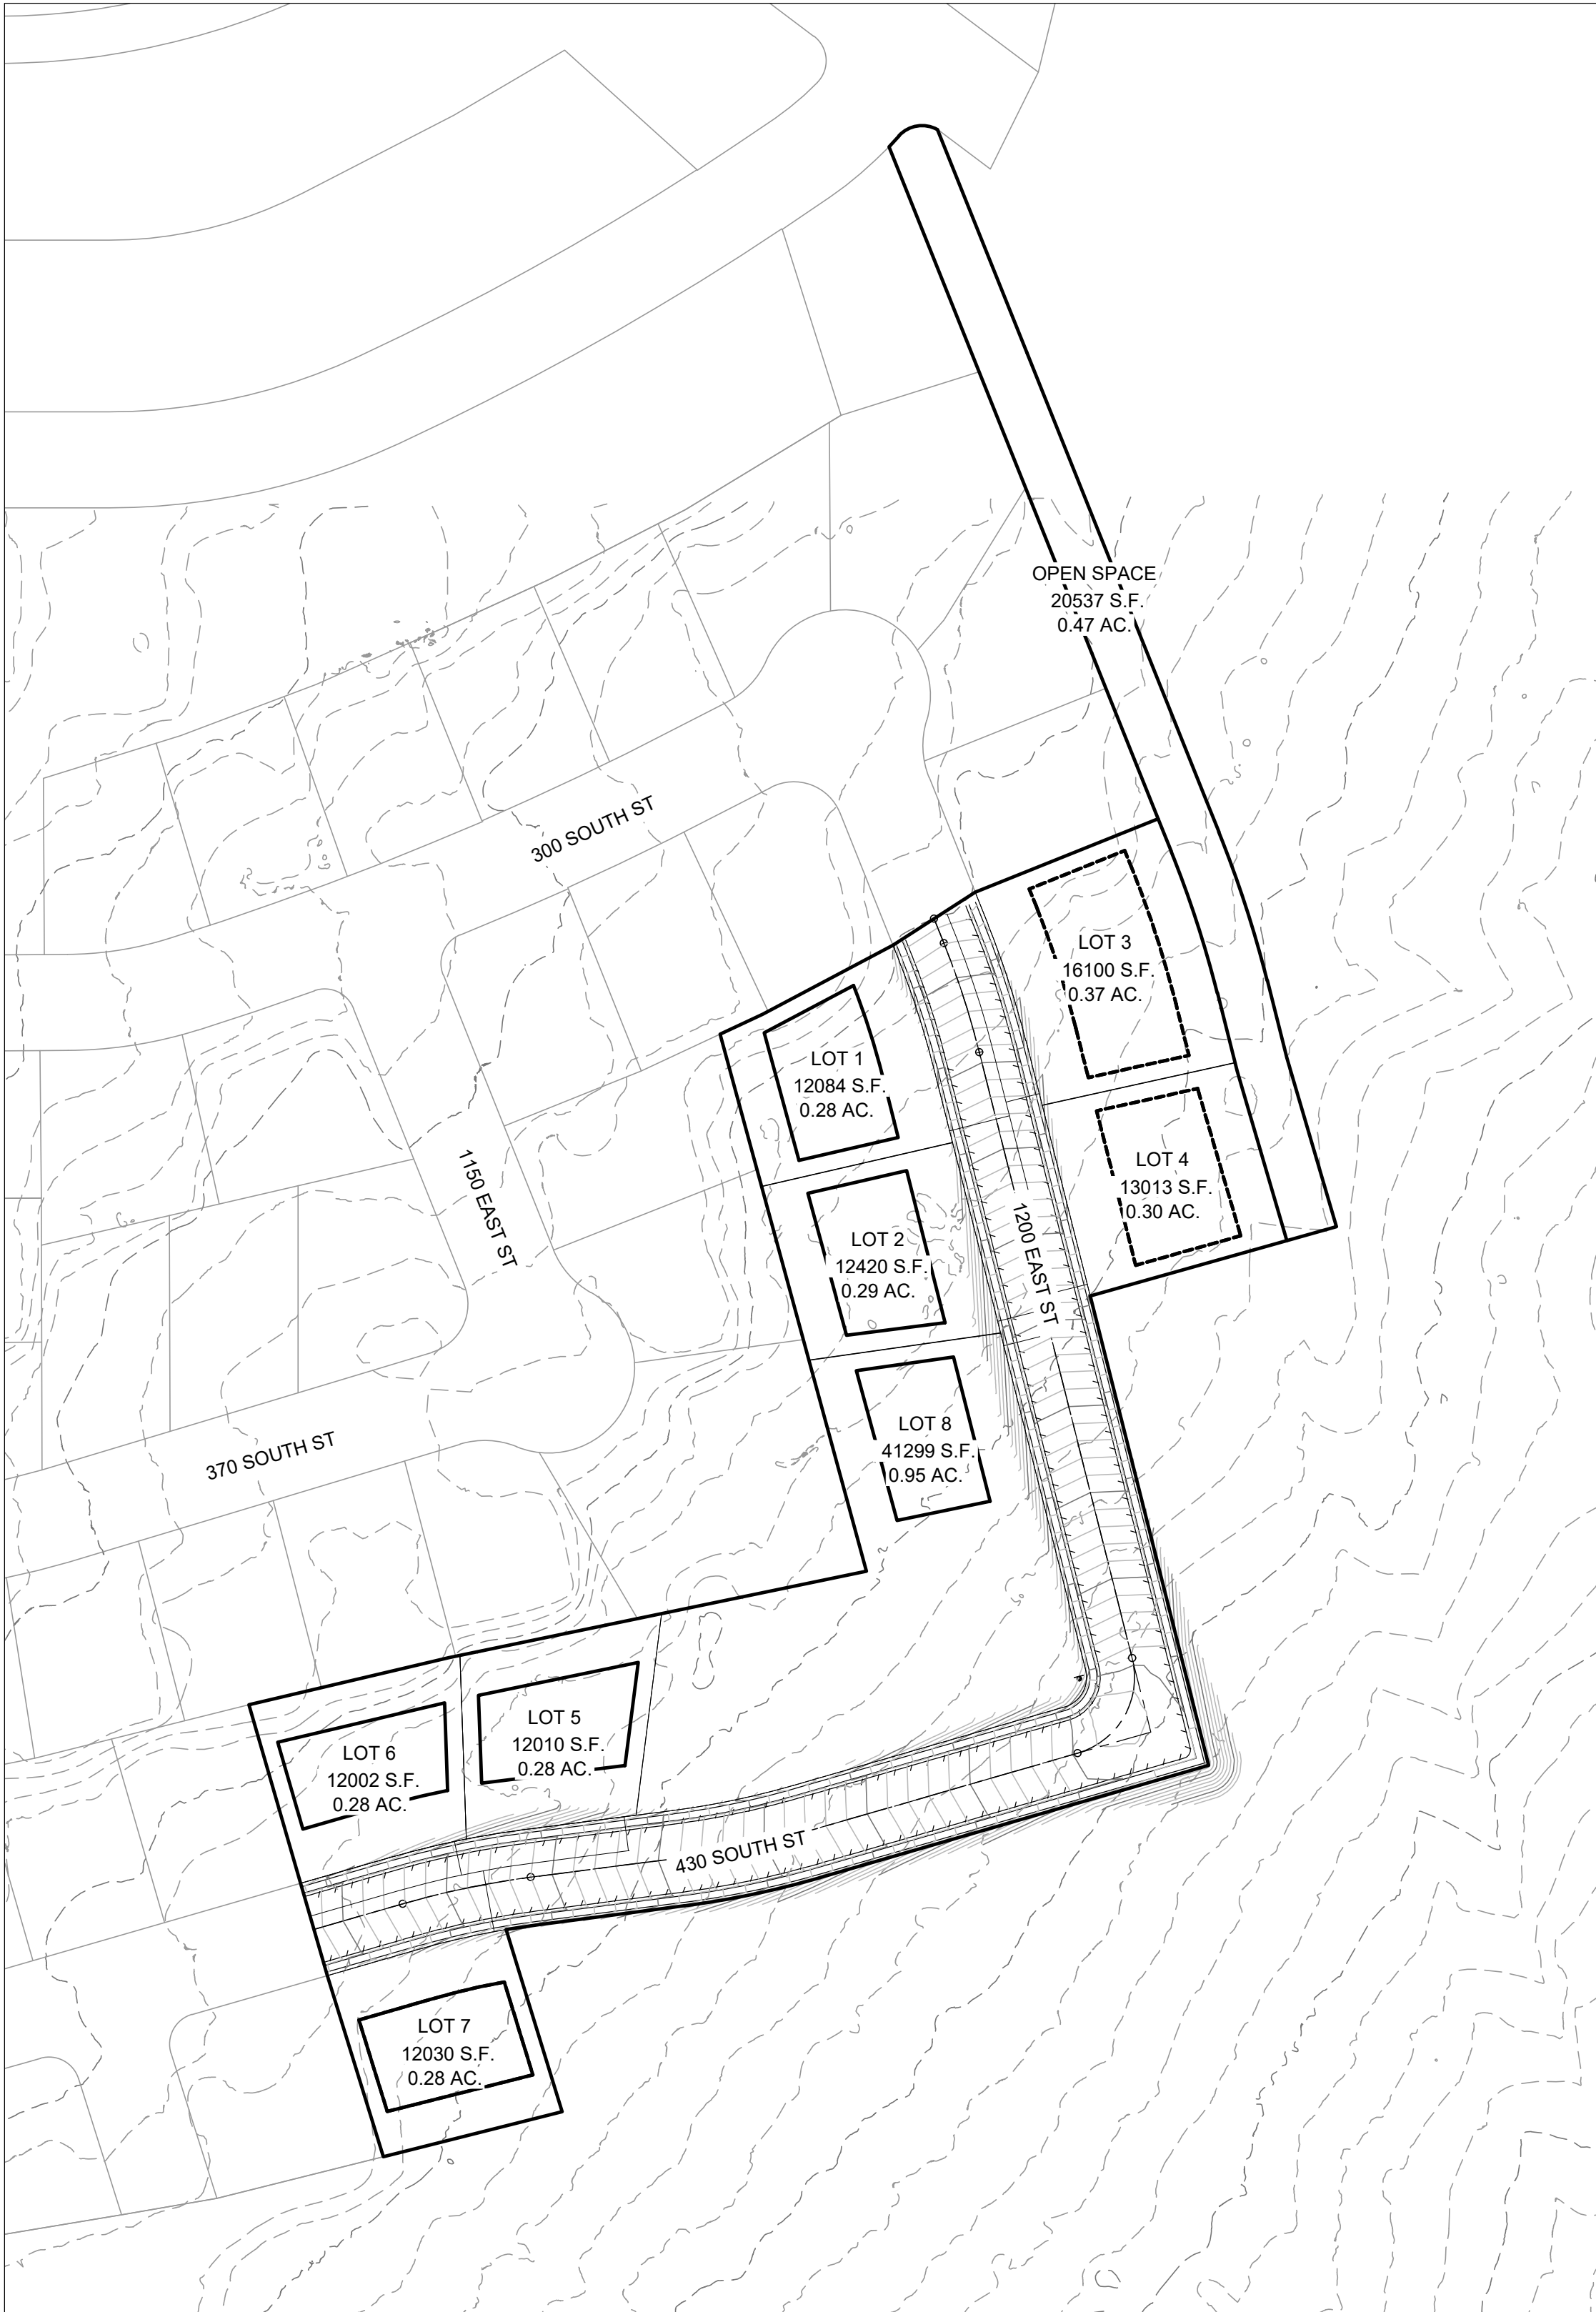 OPEN SPACE
20537 S.F.
0.47 AC.
300 SOUTH ST
LOT 3
16100 S.F.
0.37 AC.
LOT 1
12084 S.F.
0.28 AC.
1150 EAST ST
LOT 4
13013 S.F.
0.30 AC.
LOT 2
12420 S.F.
0.29 AC.
1200 EAST ST
LOT 8
41299 S.F.
0.95 AC.
370 SOUTH ST
LOT 5
12010 S.F.
0.28 AC.
LOT 6
12002 S.F.
0.28 AC.
430 SOUTH ST
LOT 7
12030 S.F.
0.28 AC.